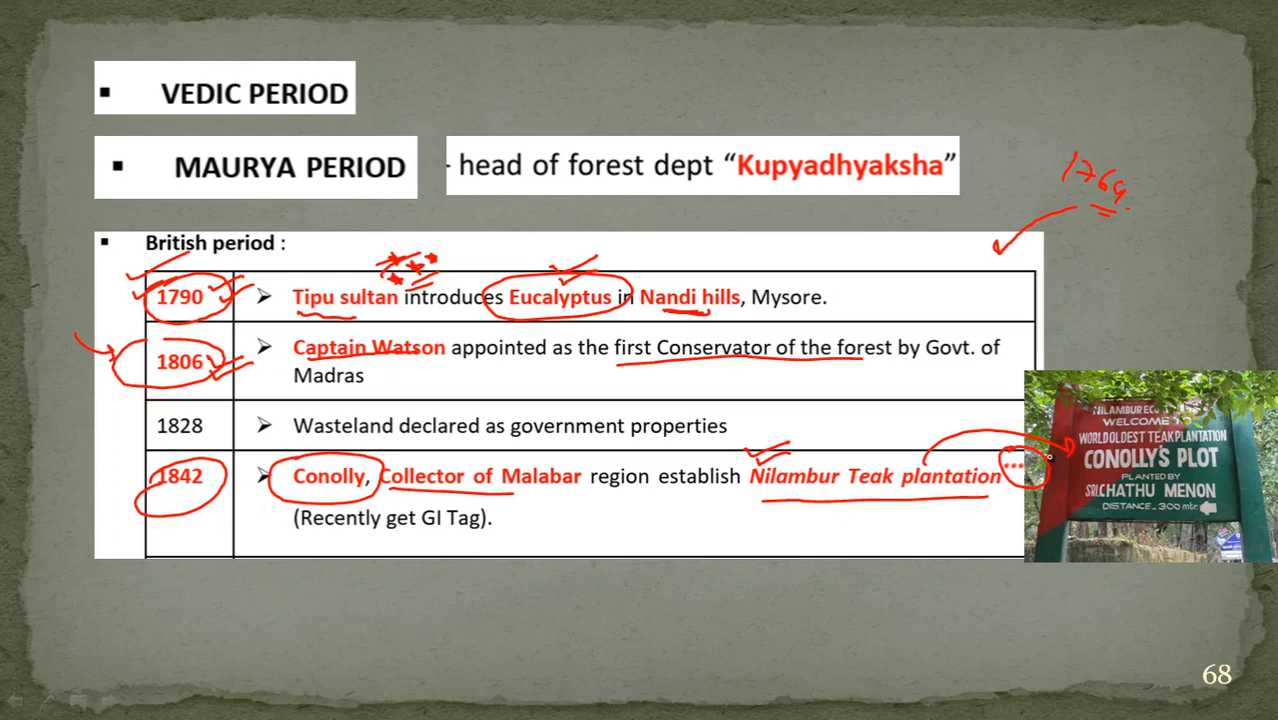 ▪ VEDIC PERIOD
▪ MAURYA PERIOD - head of forest dept “Kupyadhyaksha”
1764
▪ British period :
1790 ➢ Tipu sultan introduces Eucalyptus in Nandi hills, Mysore.
1806 ➢ Captain Watson appointed as the first Conservator of the forest by Govt. of
Madras
1828 ➢ Wasteland declared as government properties
1842 ➢ Conolly, Collector of Malabar region establish Nilambur Teak plantation***
(Recently get GI Tag).
WELCOME
WORLD OLDEST TEAK PLANTATION
CONOLLY'S PLOT
PLANTED BY
SRI.CHATHU MENON
DISTANCE_300 mtr.
68